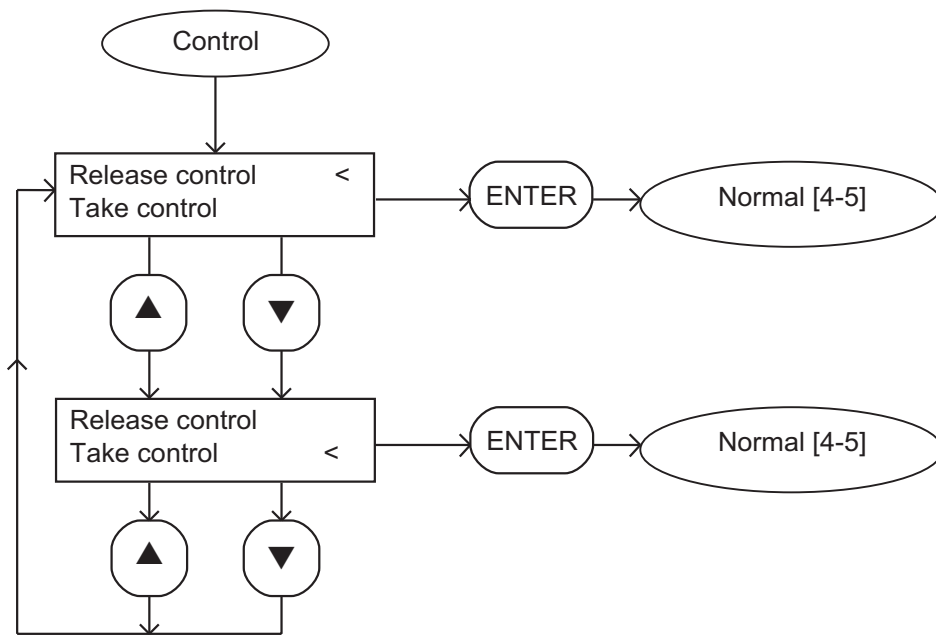 Control
Release control <
Take control
ENTER
Normal [4-5]
▲
▼
Release control
Take control <
ENTER
Normal [4-5]
▲
▼